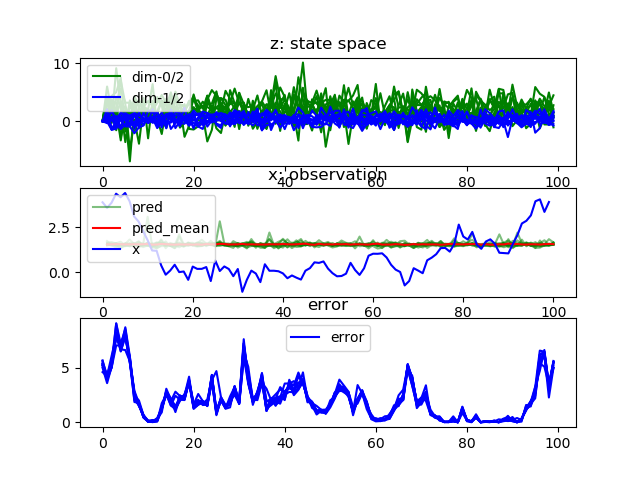 z: state space
10
0
dim-0/2
dim-1/2
0 20 40 60 80 100
x: observation
2.5
0.0
pred
pred_mean
x
0 20 40 60 80 100
error
5
0
error
0 20 40 60 80 100